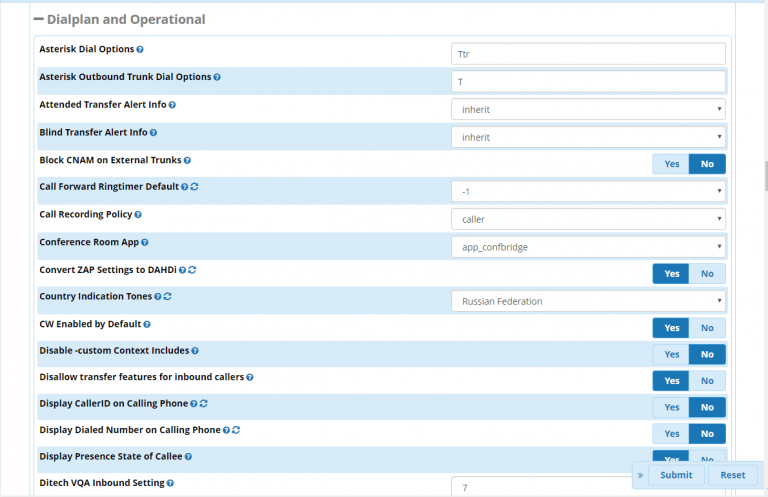 Dialplan and Operational
Asterisk Dial Options
Ttr
Asterisk Outbound Trunk Dial Options
T
Attended Transfer Alert Info
inherit
Blind Transfer Alert Info
inherit
Block CNAM on External Trunks
Yes No
Call Forward Ringtimer Default
-1
Call Recording Policy
caller
Conference Room App
app_confbridge
Convert ZAP Settings to DAHDi
Yes No
Country Indication Tones
Russian Federation
CW Enabled by Default
Yes No
Disable -custom Context Includes
Yes No
Disallow transfer features for inbound callers
Yes No
Display CallerID on Calling Phone
Yes No
Display Dialed Number on Calling Phone
Yes No
Display Presence State of Callee
Yes No
» Submit Reset
Ditech VQA Inbound Setting
7